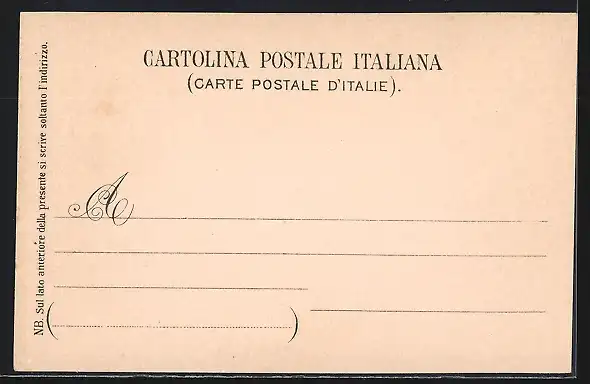 CARTOLINA POSTALE ITALIANA
(CARTE POSTALE D'ITALIE).
NB. Sul lato anteriore della presente si scrive soltanto l'indirizzo.
A
( )